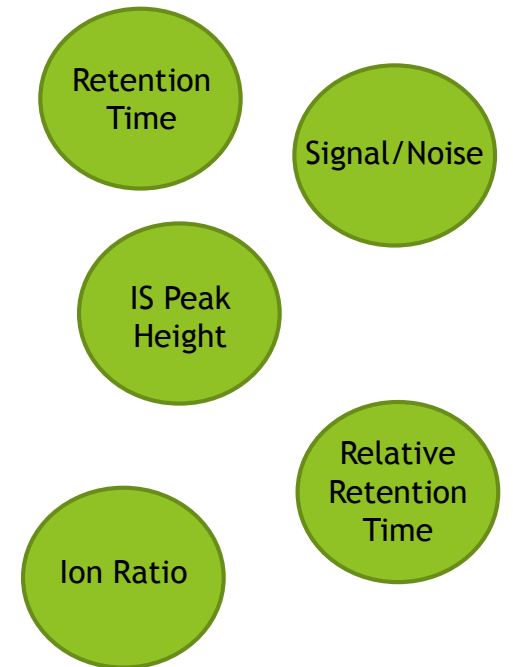 Retention
Time
Signal/Noise
IS Peak
Height
Relative
Retention
Time
Ion Ratio